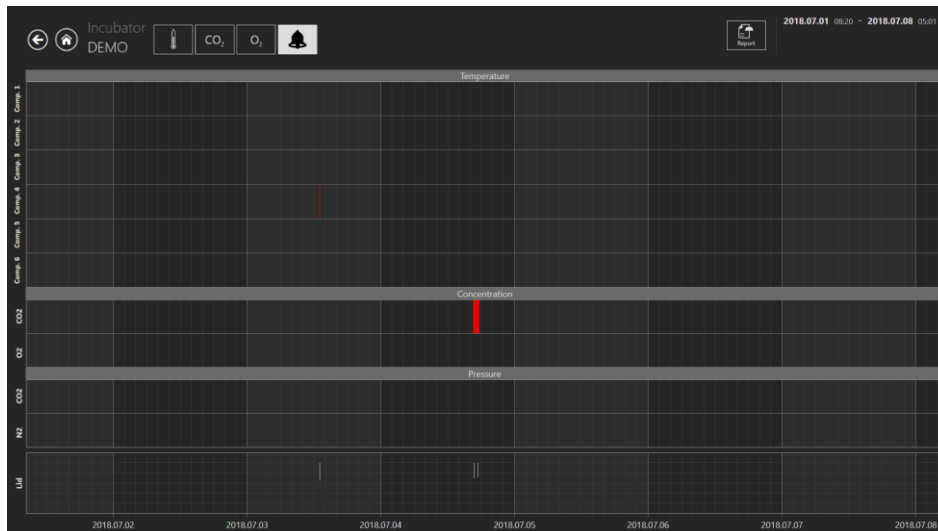 Incubator
DEMO
CO₂
O₂
Report
2018.07.01 08:20 - 2018.07.08 05:01
Temperature
Comp. 1
Comp. 2
Comp. 3
Comp. 4
Comp. 5
Comp. 6
Concentration
CO2
O2
Pressure
CO2
N2
Lid
2018.07.02 2018.07.03 2018.07.04 2018.07.05 2018.07.06 2018.07.07 2018.07.08